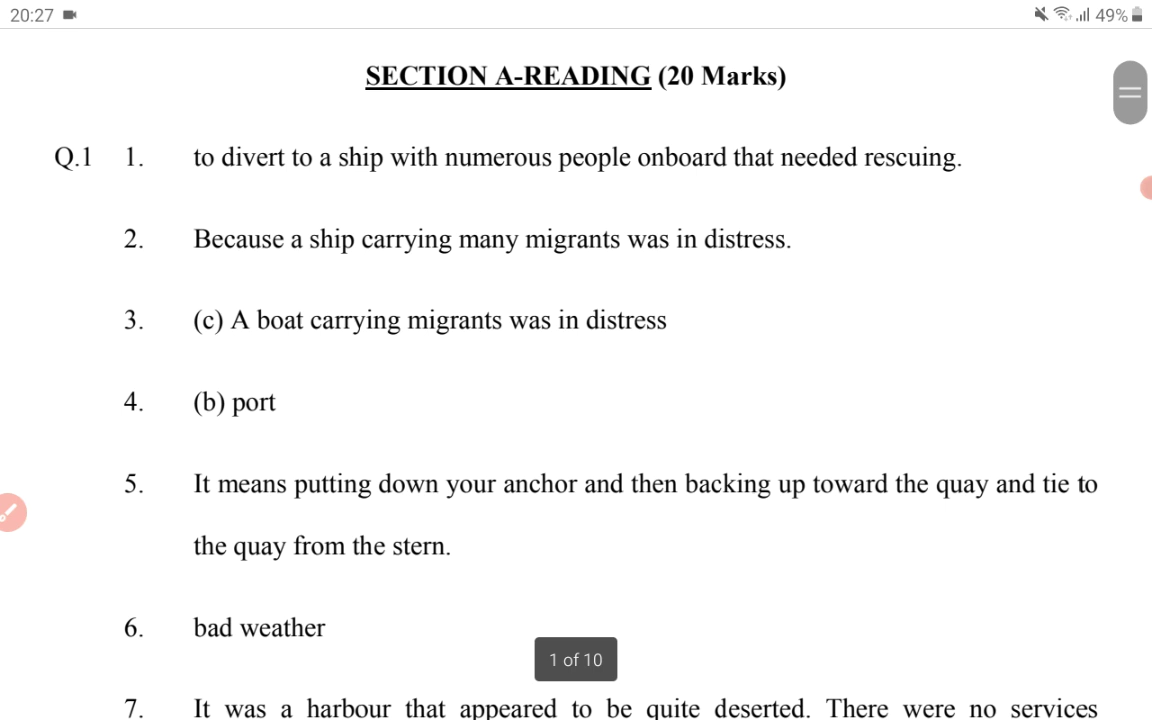 20:27
49%
SECTION A-READING (20 Marks)
Q.1 1. to divert to a ship with numerous people onboard that needed rescuing.
2. Because a ship carrying many migrants was in distress.
3. (c) A boat carrying migrants was in distress
4. (b) port
5. It means putting down your anchor and then backing up toward the quay and tie to
the quay from the stern.
6. bad weather
1 of 10
7. It was a harbour that appeared to be quite deserted. There were no services